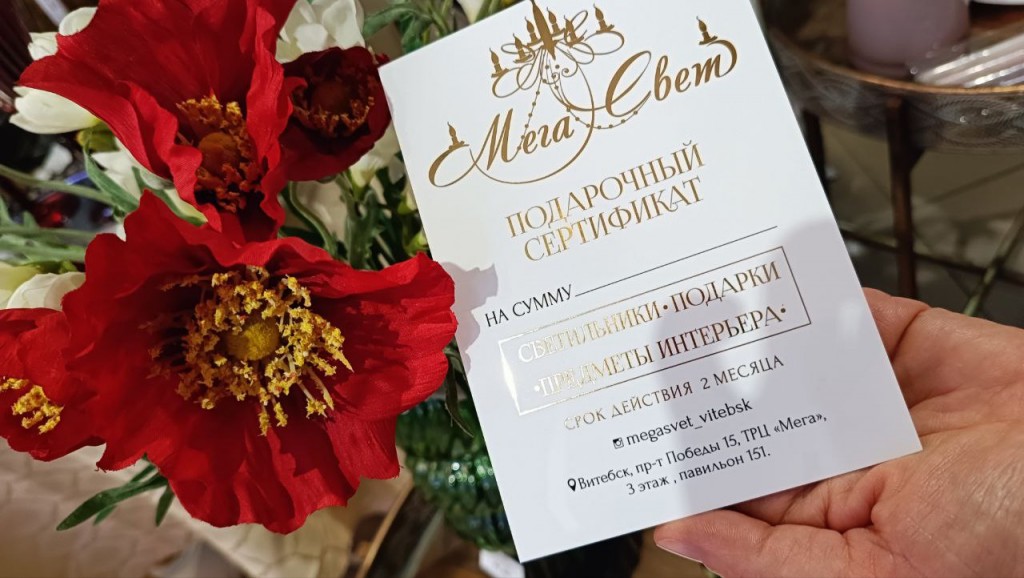 Мега Свет
ПОДАРОЧНЫЙ
СЕРТИФИКАТ
НА СУММУ
СВЕТИЛЬНИКИ • ПОДАРКИ
• ПРЕДМЕТЫ ИНТЕРЬЕРА •
СРОК ДЕЙСТВИЯ 2 МЕСЯЦА
megasvet_vitebsk
Витебск, пр-т Победы 15, ТРЦ «Мега»,
3 этаж , павильон 151.